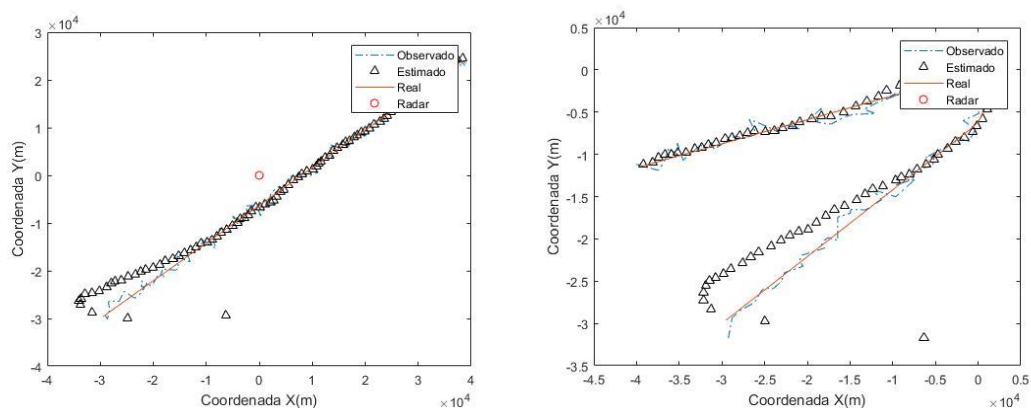 ×10⁴
3
2
1
0
-1
-2
-3
-4
Coordenada Y(m)
Observado
Estimado
Real
Radar
-4 -3 -2 -1 0 1 2 3 4
Coordenada X(m)
×10⁴
×10⁴
0.5
0
-0.5
-1
-1.5
-2
-2.5
-3
-3.5
Coordenada Y(m)
Observado
Estimado
Real
Radar
-4.5 -4 -3.5 -3 -2.5 -2 -1.5 -1 -0.5 0 0.5
Coordenada X(m)
×10⁴